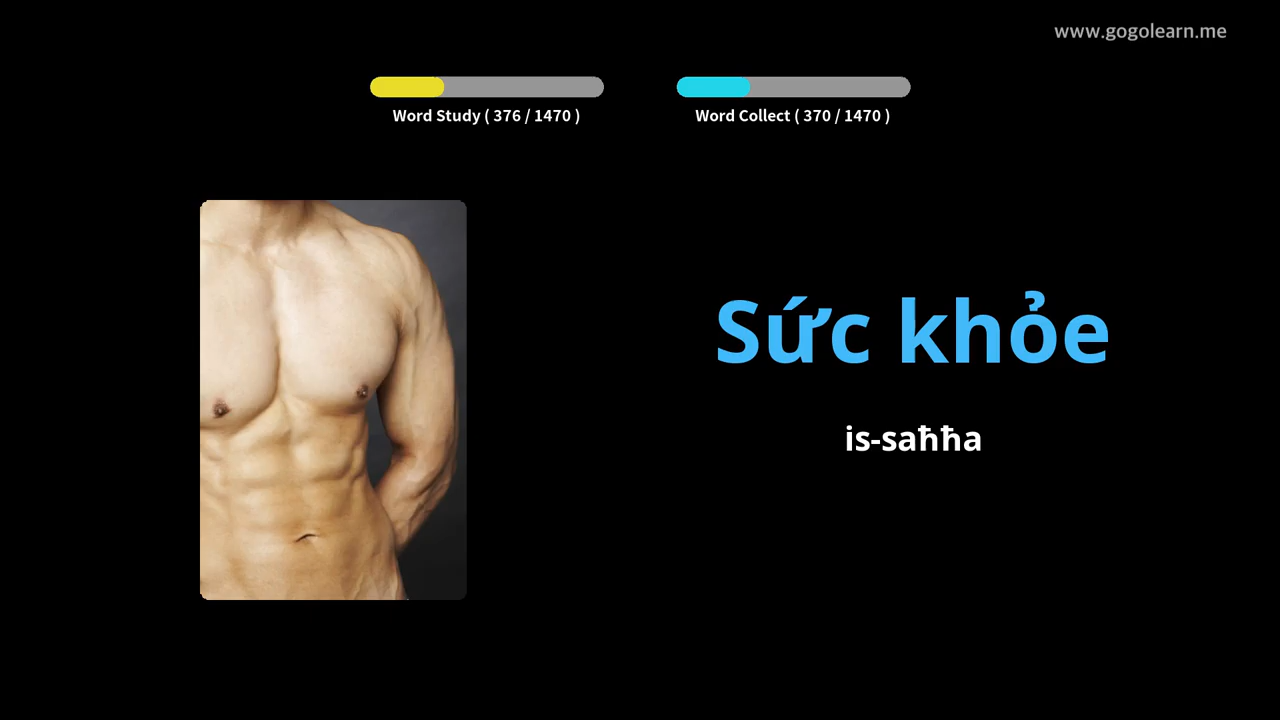 www.gogolearn.me
Word Study ( 376 / 1470 )
Word Collect ( 370 / 1470 )
Sức khỏe
is-saħħa